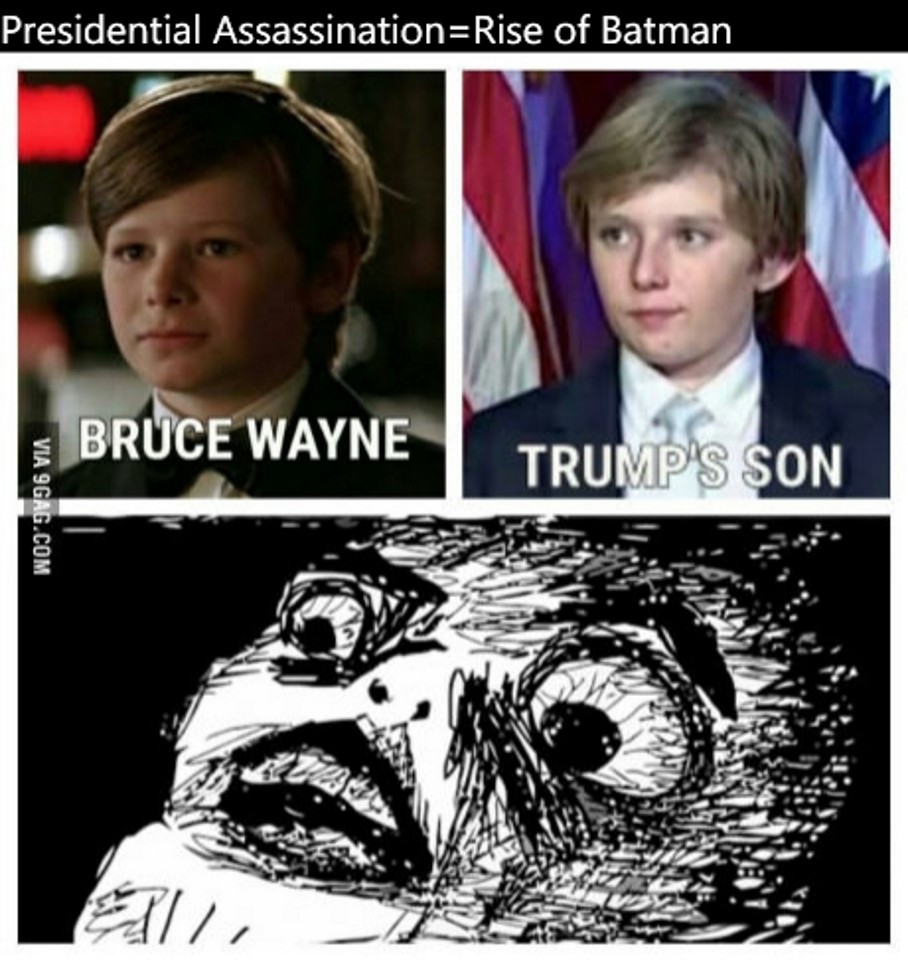 Presidential Assassination=Rise of Batman
BRUCE WAYNE
TRUMP'S SON
VIA 9GAG.COM